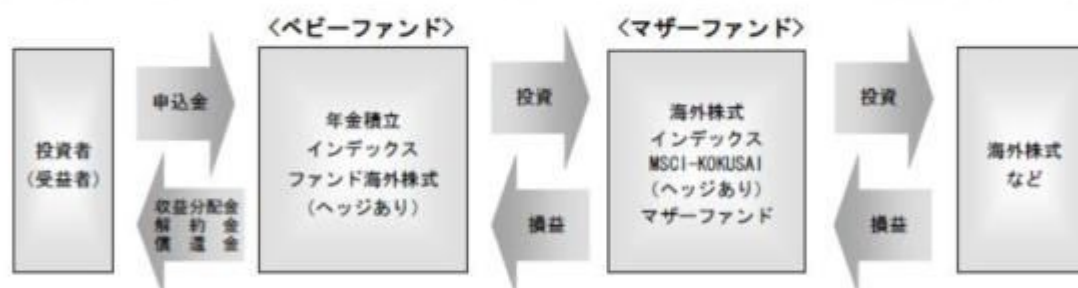 〈ベビーファンド〉
〈マザーファンド〉
投資者
(受益者)
申込金
収益分配金
解約金
償還金
年金積立
インデックス
ファンド海外株式
(ヘッジあり)
投資
損益
海外株式
インデックス
MSCI-KOKUSAI
(ヘッジあり)
マザーファンド
投資
損益
海外株式
など